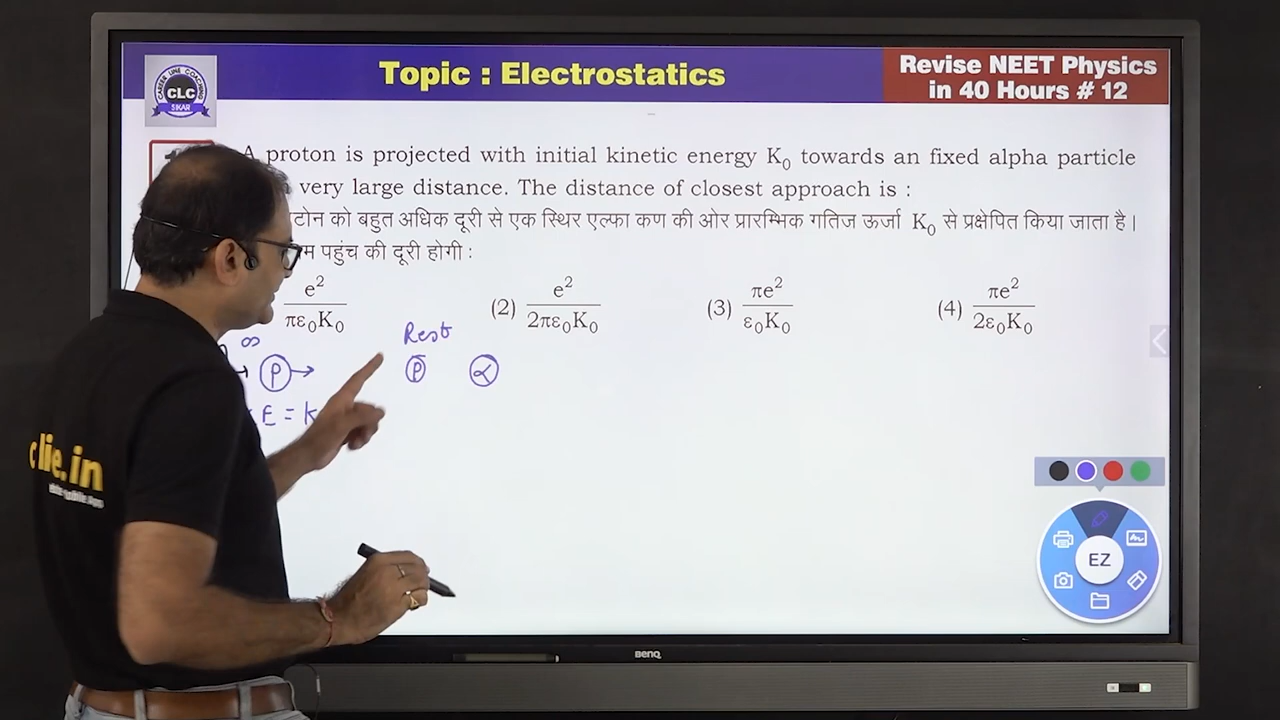 Topic : Electrostatics
Revise NEET Physics
in 40 Hours # 12
CAREER LINE COACHING
CLC
SIKAR
A proton is projected with initial kinetic energy K₀ towards an fixed alpha particle
very large distance. The distance of closest approach is :
को बहुत अधिक दूरी से एक स्थिर एल्फा कण की ओर प्रारम्भिक गतिज ऊर्जा K₀ से प्रक्षेपित किया जाता है।
पहुंच की दूरी होगी :
e²/πε₀K₀ (2) e²/2πε₀K₀ (3) πe²/ε₀K₀ (4) πe²/2ε₀K₀
∞ Rest
P → P α
E = K
EZ
BENQ